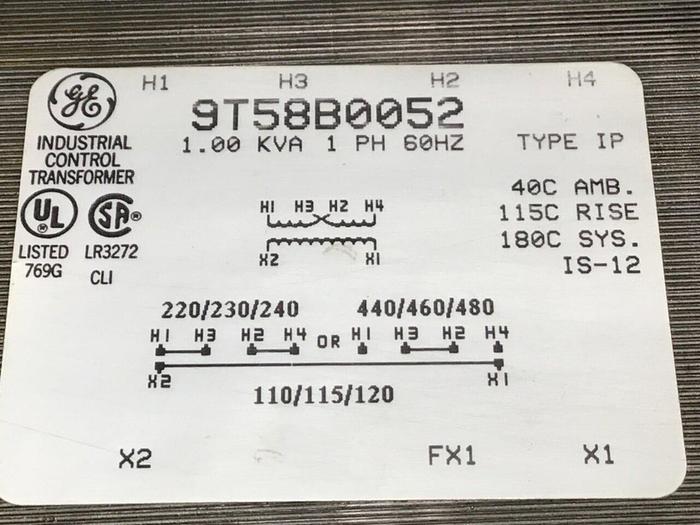 H1 H3 H2 H4
GE
9T58B0052
INDUSTRIAL
CONTROL
TRANSFORMER
1.00 KVA 1 PH 60HZ TYPE IP
40C AMB.
115C RISE
180C SYS.
IS-12
UL ® SA ®
LISTED LR3272
769G CLI
H1 H3 H2 H4
X2 X1
220/230/240 440/460/480
H1 H3 H2 H4 OR H1 H3 H2 H4
X2 X1
110/115/120
X2 FX1 X1